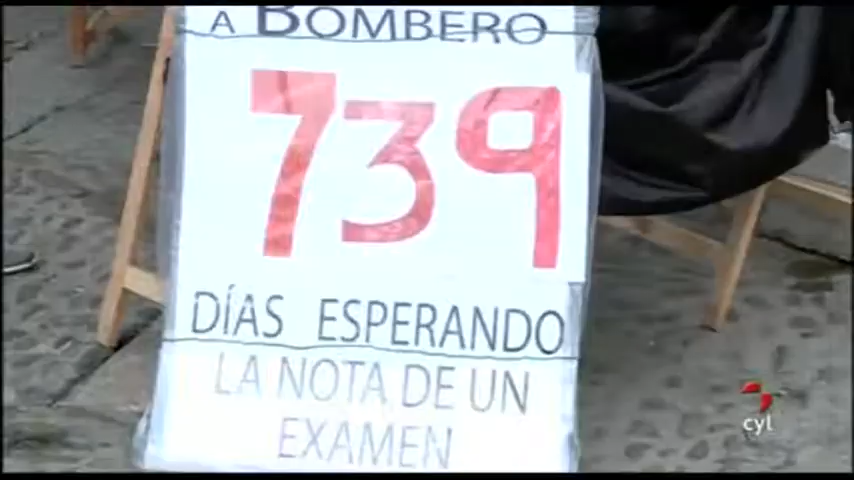 A BOMBERO
739
DÍAS ESPERANDO
LA NOTA DE UN
EXAMEN
cyl